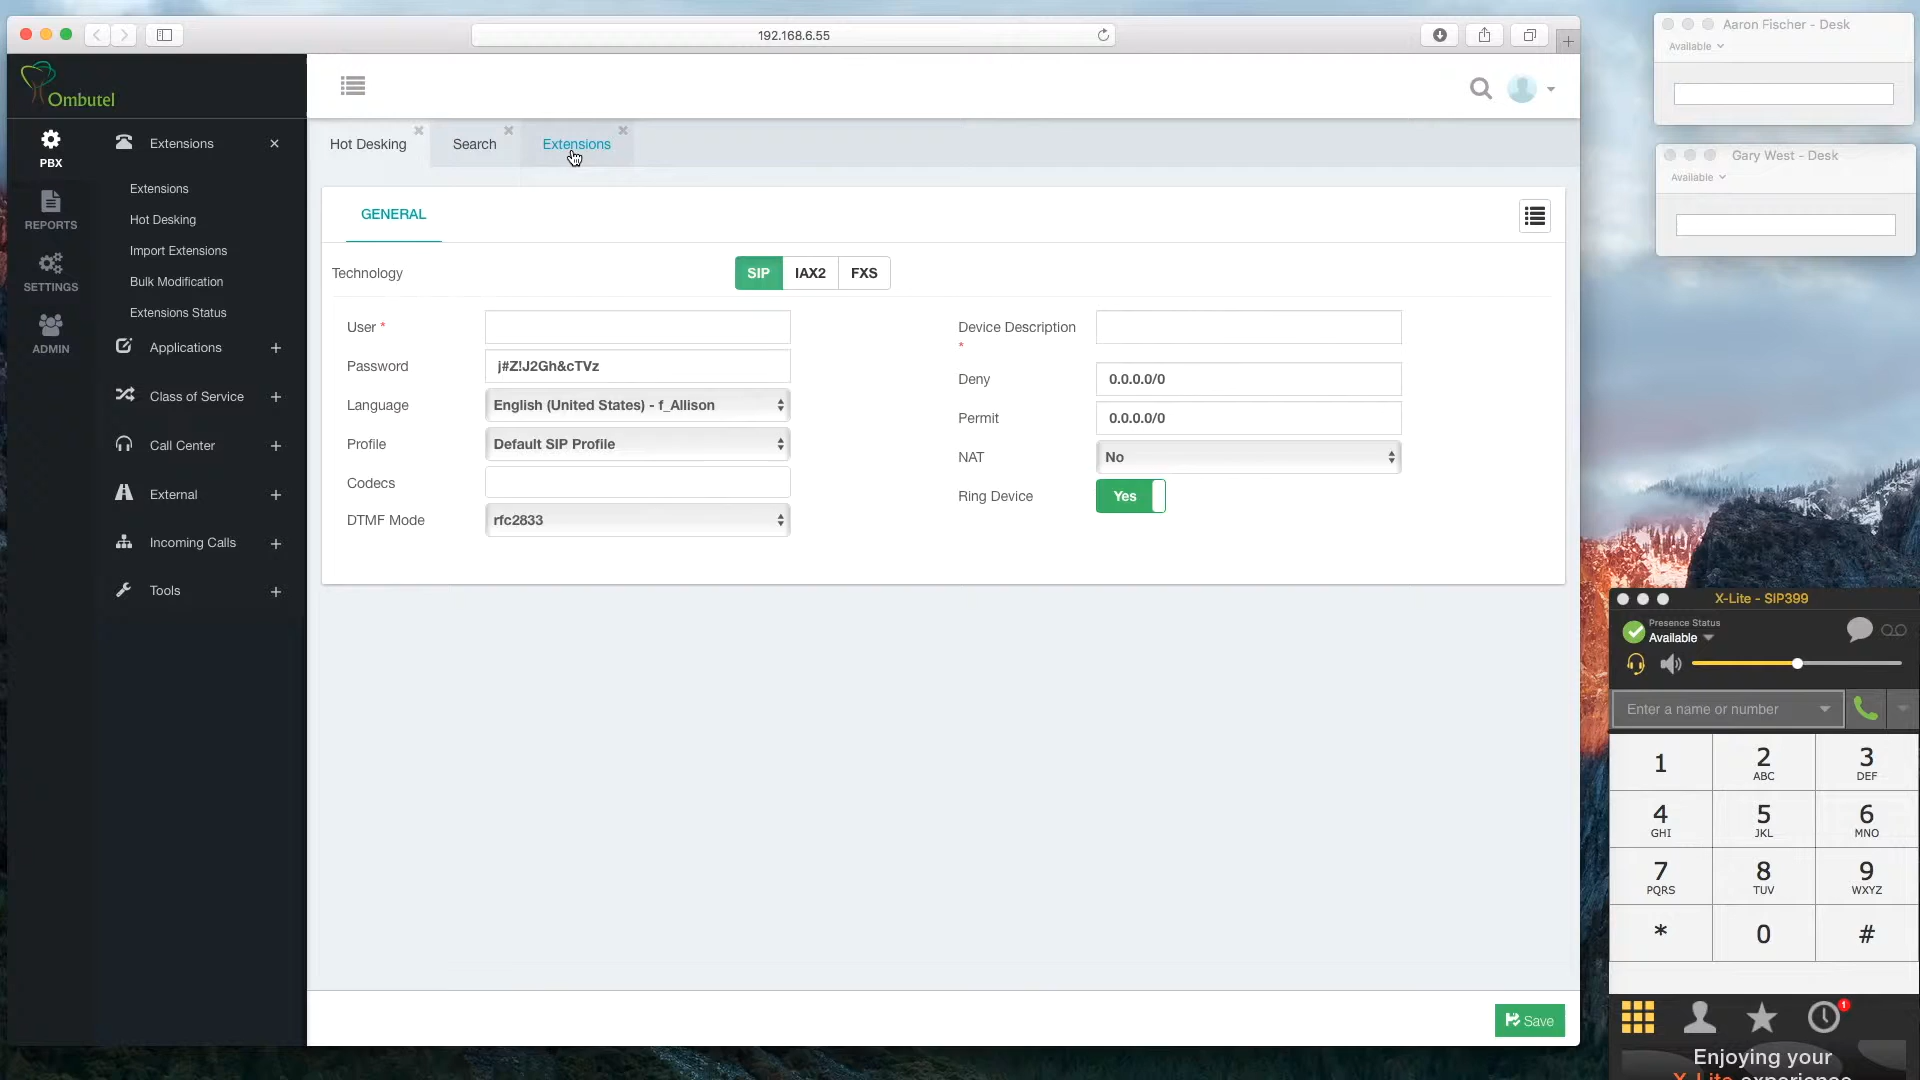 192.168.6.55
Ombutel
PBX
REPORTS
SETTINGS
ADMIN
Extensions
Extensions
Hot Desking
Import Extensions
Bulk Modification
Extensions Status
Applications
Class of Service
Call Center
External
Incoming Calls
Tools
Hot Desking
Search
Extensions
GENERAL
Technology
SIP
IAX2
FXS
User *
Password
j#Z!J2Gh&cTVz
Language
English (United States) - f_Allison
Profile
Default SIP Profile
Codecs
DTMF Mode
rfc2833
Device Description
*
Deny
0.0.0.0/0
Permit
0.0.0.0/0
NAT
No
Ring Device
Yes
Save
Aaron Fischer - Desk
Available
Gary West - Desk
Available
X-Lite - SIP399
Presence Status
Available
Enter a name or number
1
2
ABC
3
DEF
4
GHI
5
JKL
6
MNO
7
PQRS
8
TUV
9
WXYZ
*
0
#
1
Enjoying your
X-Lite experience